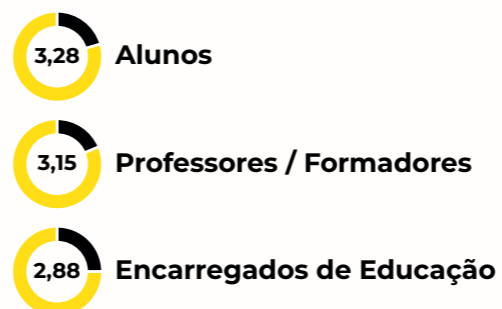 3,28 Alunos
3,15 Professores / Formadores
2,88 Encarregados de Educação